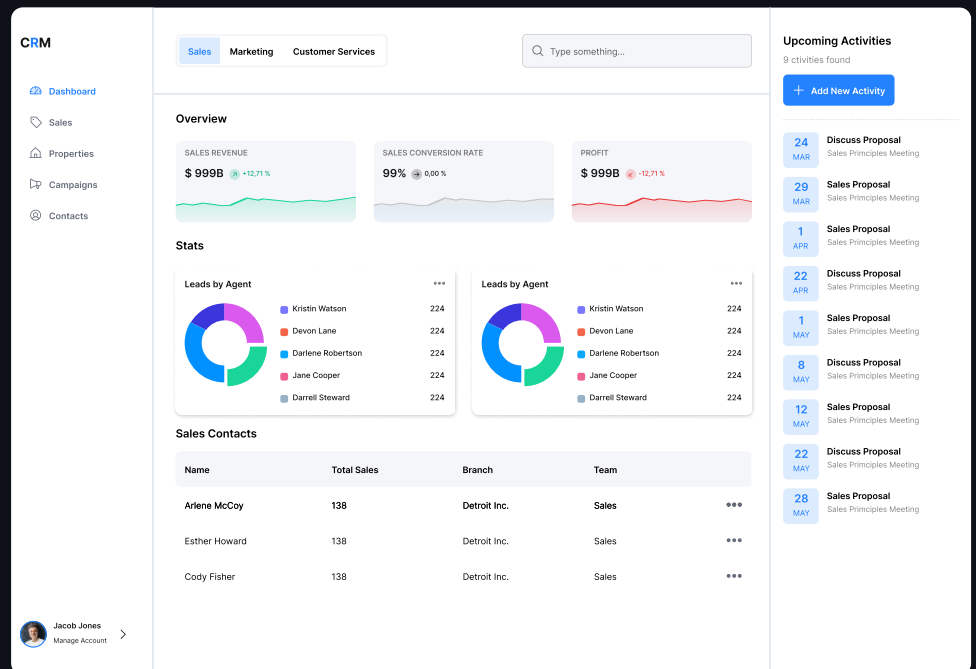 CRM
Dashboard
Sales
Properties
Campaigns
Contacts
Jacob Jones
Manage Account
Sales Marketing Customer Services
Type something...
Overview
SALES REVENUE
$ 999B +12,71 %
SALES CONVERSION RATE
99% 0,00 %
PROFIT
$ 999B -12,71 %
Stats
Leads by Agent
Kristin Watson 224
Devon Lane 224
Darlene Robertson 224
Jane Cooper 224
Darrell Steward 224
Leads by Agent
Kristin Watson 224
Devon Lane 224
Darlene Robertson 224
Jane Cooper 224
Darrell Steward 224
Sales Contacts
Name Total Sales Branch Team
Arlene McCoy 138 Detroit Inc. Sales
Esther Howard 138 Detroit Inc. Sales
Cody Fisher 138 Detroit Inc. Sales
Upcoming Activities
9 ctivities found
Add New Activity
24 MAR
Discuss Proposal
Sales Primciples Meeting
29 MAR
Sales Proposal
Sales Primciples Meeting
1 APR
Sales Proposal
Sales Primciples Meeting
22 APR
Discuss Proposal
Sales Primciples Meeting
1 MAY
Sales Proposal
Sales Primciples Meeting
8 MAY
Discuss Proposal
Sales Primciples Meeting
12 MAY
Sales Proposal
Sales Primciples Meeting
22 MAY
Discuss Proposal
Sales Primciples Meeting
28 MAY
Sales Proposal
Sales Primciples Meeting